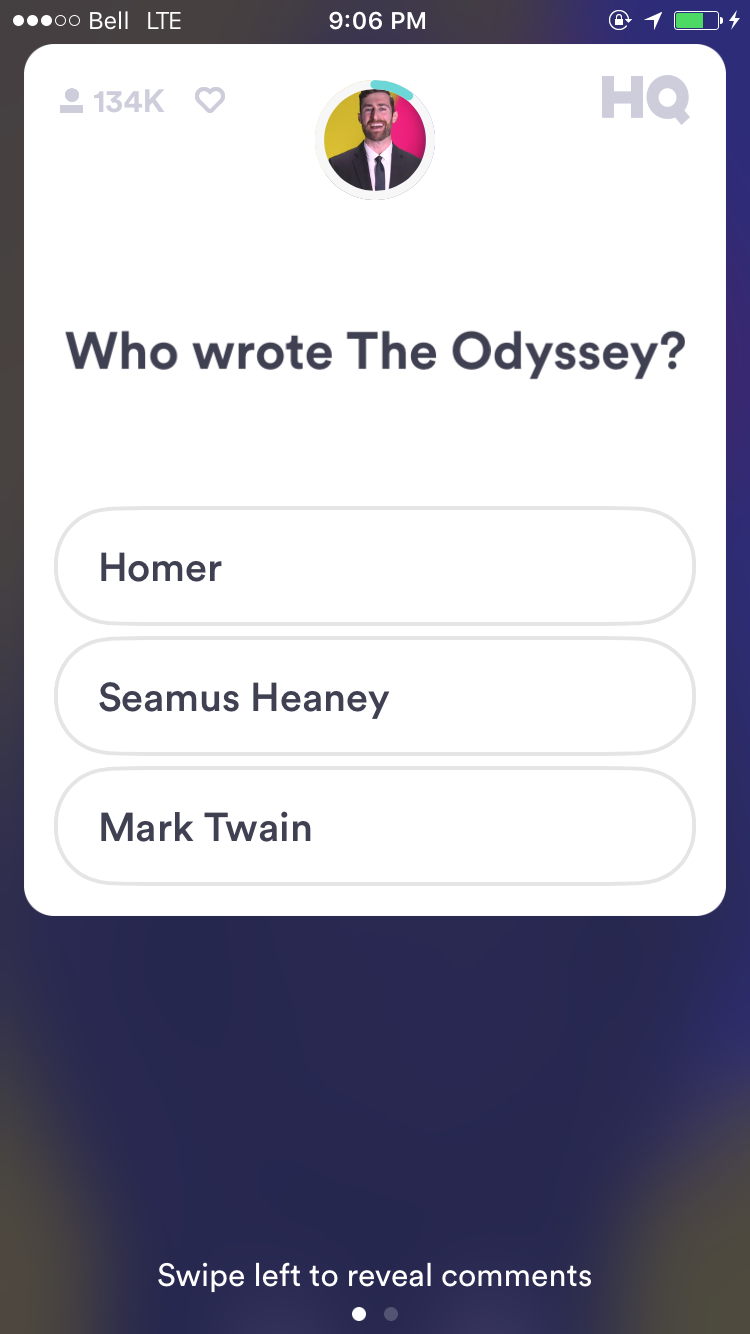 Bell LTE 9:06 PM
134K HQ
Who wrote The Odyssey?
Homer
Seamus Heaney
Mark Twain
Swipe left to reveal comments